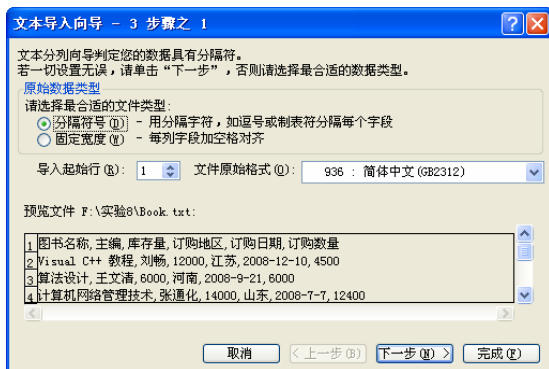 文本导入向导 - 3 步骤之 1
文本分列向导判定您的数据具有分隔符。
若一切设置无误，请单击“下一步”，否则请选择最合适的数据类型。
原始数据类型
请选择最合适的文件类型:
分隔符号(D) - 用分隔字符，如逗号或制表符分隔每个字段
固定宽度(W) - 每列字段加空格对齐
导入起始行(R): 1 文件原始格式(O): 936 : 简体中文(GB2312)
预览文件 F:\实验8\Book.txt:
1 图书名称,主编,库存量,订购地区,订购日期,订购数量
2 Visual C++ 教程,刘畅,12000,江苏,2008-12-10,4500
3 算法设计,王文清,6000,河南,2008-9-21,6000
4 计算机网络管理技术,张通化,14000,山东,2008-7-7,12400
取消 < 上一步(B) 下一步(N) > 完成(F)